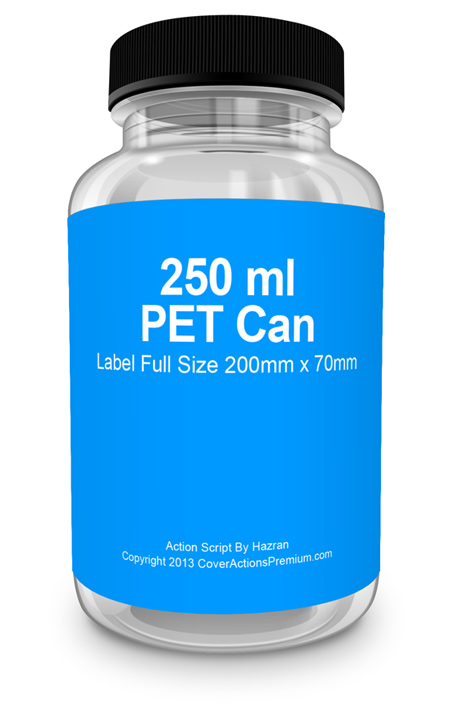 250 ml
PET Can
Label Full Size 200mm x 70mm
Action Script By Hazran
Copyright 2013 CoverActionsPremium.com